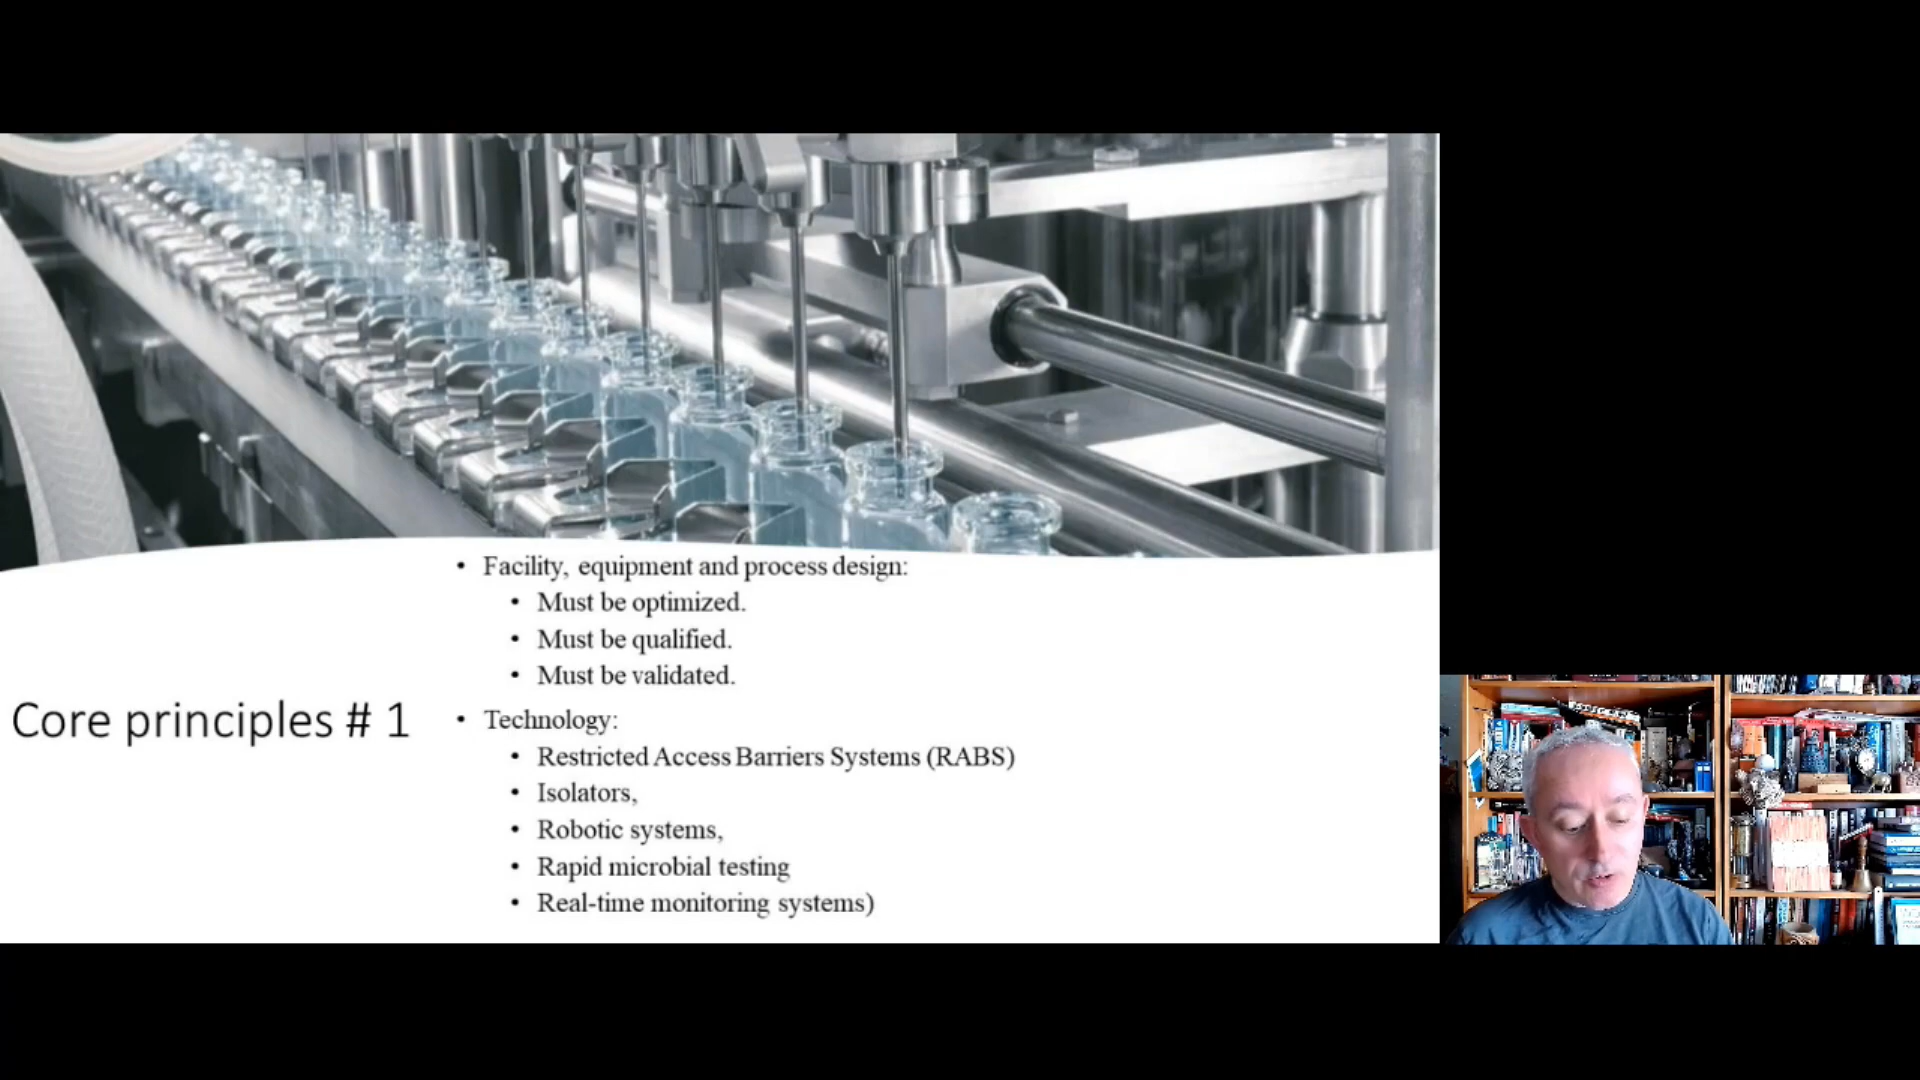 Core principles # 1
• Facility, equipment and process design:
• Must be optimized.
• Must be qualified.
• Must be validated.
• Technology:
• Restricted Access Barriers Systems (RABS)
• Isolators,
• Robotic systems,
• Rapid microbial testing
• Real-time monitoring systems)